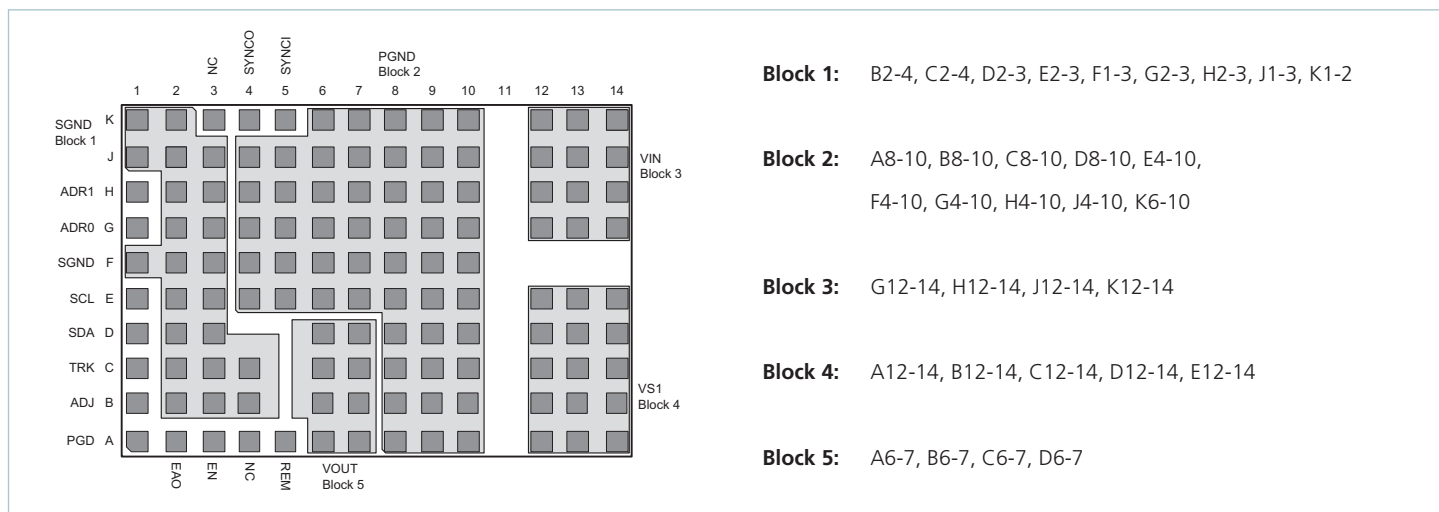 NC
SYNCO
SYNCI
PGND
Block 2
1 2 3 4 5 6 7 8 9 10 11 12 13 14
SGND
Block 1
K
J
ADR1 H
ADR0 G
SGND F
SCL E
SDA D
TRK C
ADJ B
PGD A
VIN
Block 3
VS1
Block 4
EAO
EN
NC
REM
VOUT
Block 5
Block 1: B2-4, C2-4, D2-3, E2-3, F1-3, G2-3, H2-3, J1-3, K1-2
Block 2: A8-10, B8-10, C8-10, D8-10, E4-10,
F4-10, G4-10, H4-10, J4-10, K6-10
Block 3: G12-14, H12-14, J12-14, K12-14
Block 4: A12-14, B12-14, C12-14, D12-14, E12-14
Block 5: A6-7, B6-7, C6-7, D6-7